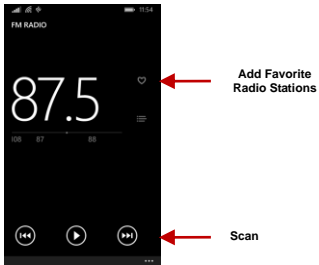 11:54
FM RADIO
87.5
Add Favorite
Radio Stations
108 87 88
Scan